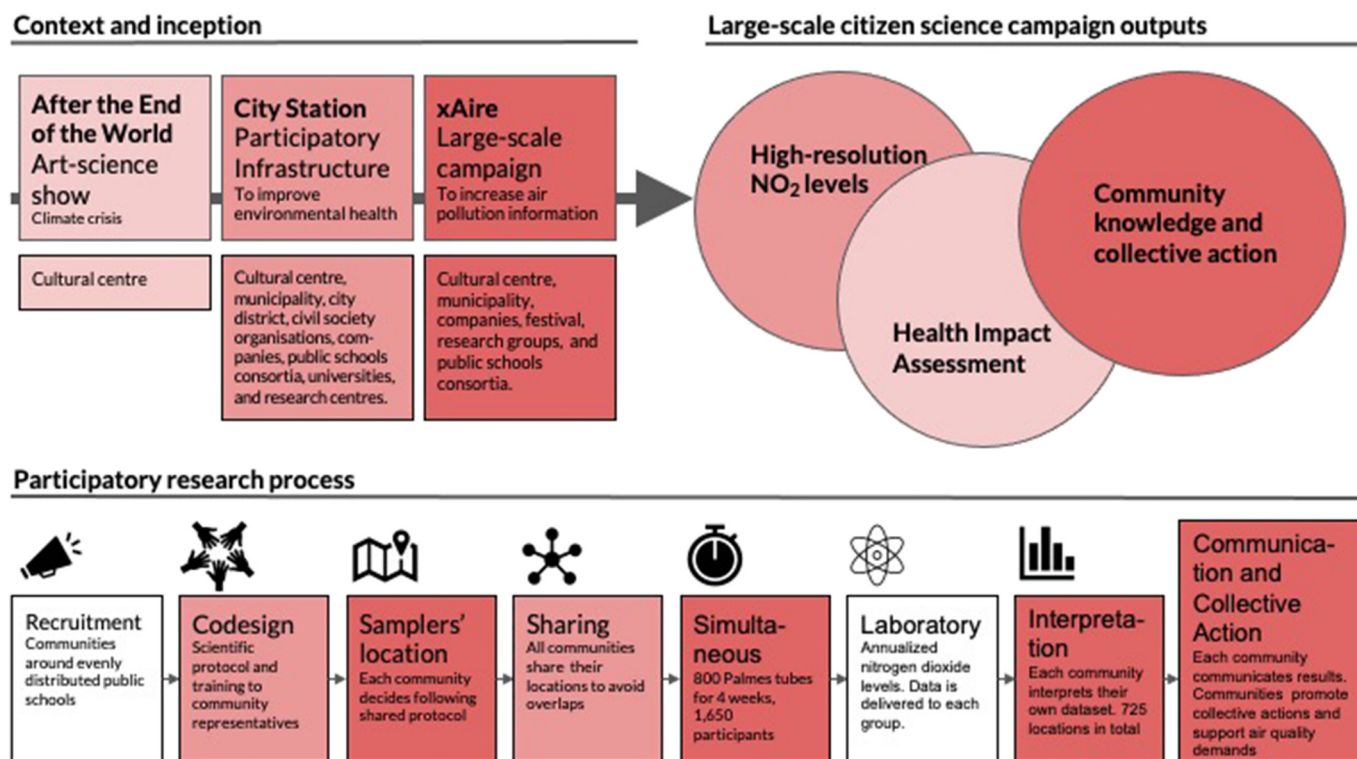 Context and inception
After the End
of the World
Art-science
show
Climate crisis
City Station
Participatory
Infrastructure
To improve
environmental health
xAire
Large-scale
campaign
To increase air
pollution information
Cultural centre
Cultural centre,
municipality, city
district, civil society
organisations, com-
panies, public schools
consortia, universities,
and research centres.
Cultural centre,
municipality,
companies, festival,
research groups, and
public schools
consortia.
Large-scale citizen science campaign outputs
High-resolution
NO₂ levels
Health Impact
Assessment
Community
knowledge and
collective action
Participatory research process
Recruitment
Communities
around evenly
distributed public
schools
Codesign
Scientific
protocol and
training to
community
representatives
Samplers'
location
Each community
decides following
shared protocol
Sharing
All communities
share their
locations to avoid
overlaps
Simulta-
neous
800 Palmes tubes
for 4 weeks,
1,650
participants
Laboratory
Annualized
nitrogen dioxide
levels. Data is
delivered to each
group.
Interpreta-
tion
Each community
interprets their
own dataset. 725
locations in total
Communica-
tion and
Collective
Action
Each community
communicates results.
Communities promote
collective actions and
support air quality
demands